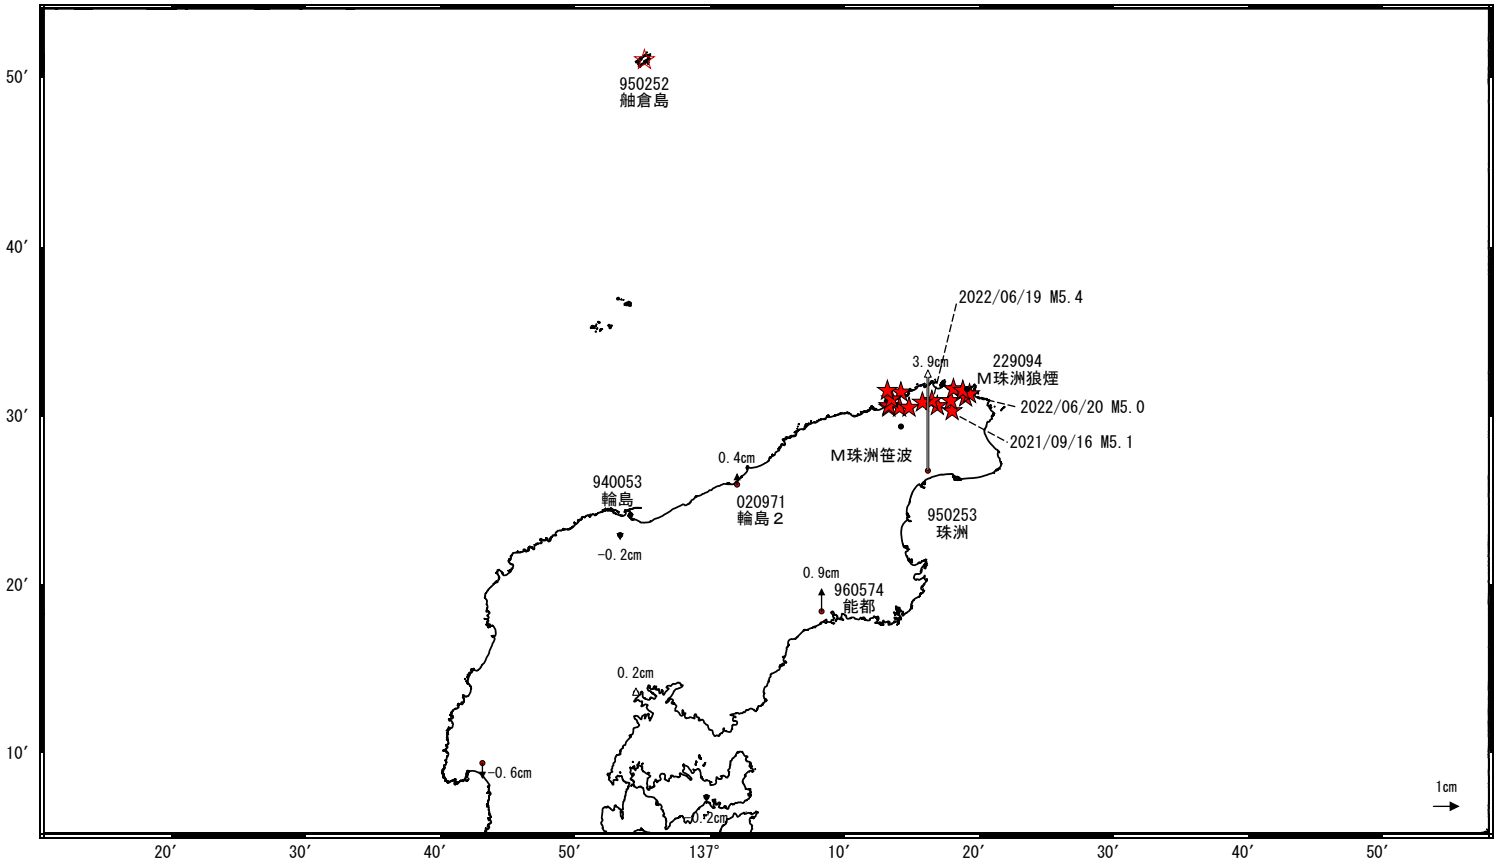 50′
950252
舳倉島
40′
2022/06/19 M5.4
3.9cm
229094
M珠洲狼煙
30′
2022/06/20 M5.0
2021/09/16 M5.1
M珠洲笹波
0.4cm
940053
輪島
020971
輪島2
950253
珠洲
-0.2cm
20′
0.9cm
960574
能都
0.2cm
10′
-0.6cm
1cm
-0.2cm
20′ 30′ 40′ 50′ 137° 10′ 20′ 30′ 40′ 50′